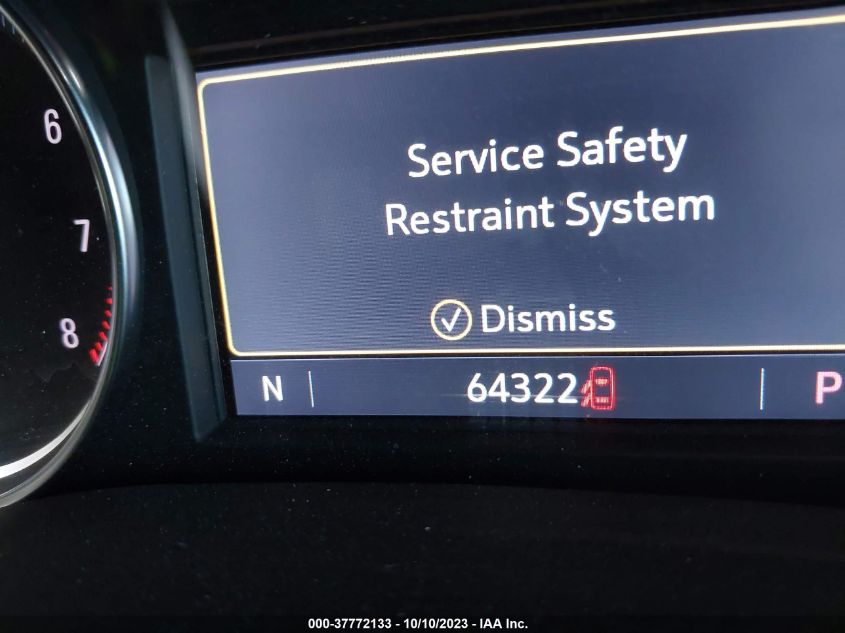 6
7
8
Service Safety
Restraint System
Dismiss
N
64322
P
000-37772133 - 10/10/2023 - IAA Inc.